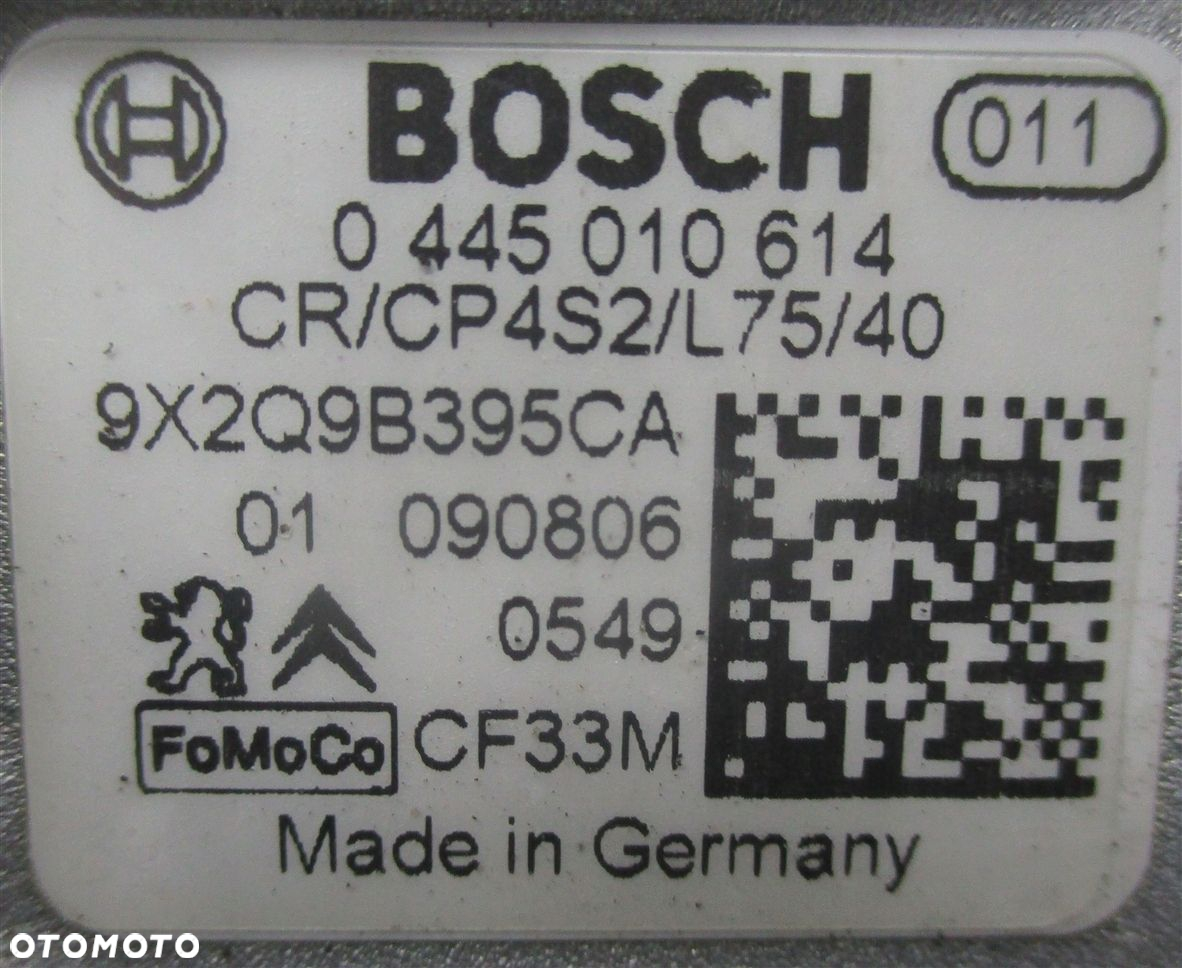 BOSCH 011
0 445 010 614
CR/CP4S2/L75/40
9X2Q9B395CA
01 090806
0549
FoMoCo CF33M
Made in Germany
OTOMOTO